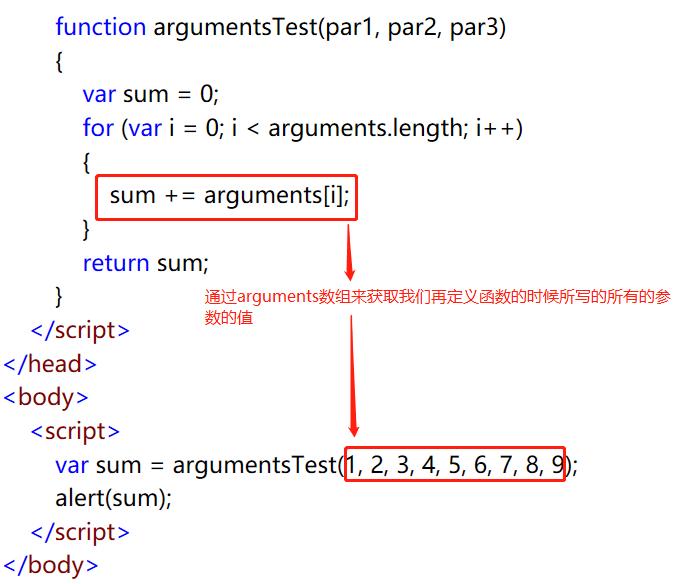 function argumentsTest(par1, par2, par3)
{
var sum = 0;
for (var i = 0; i < arguments.length; i++)
{
sum += arguments[i];
}
return sum;
}
通过arguments数组来获取我们再定义函数的时候所写的所有的参
数的值
</script>
</head>
<body>
<script>
var sum = argumentsTest(1, 2, 3, 4, 5, 6, 7, 8, 9);
alert(sum);
</script>
</body>